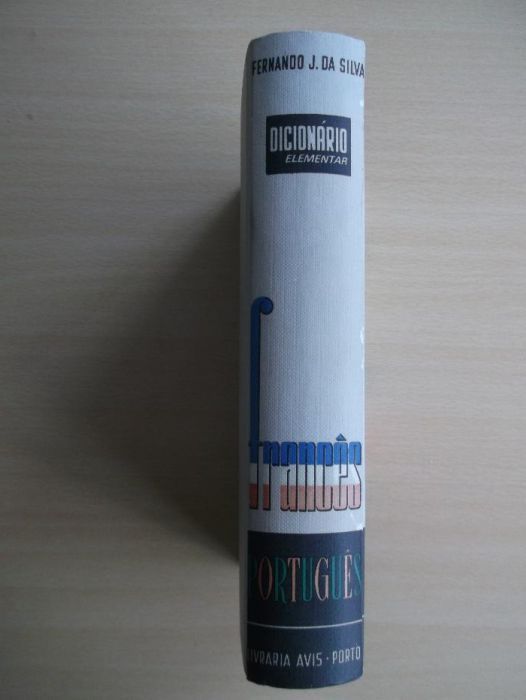 FERNANDO J. DA SILVA
DICIONÁRIO
ELEMENTAR
francês
PORTUGUÊS
LIVRARIA AVIS · PORTO